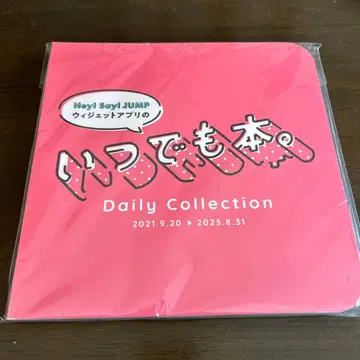 Hey! Say! JUMP
ウィジェットアプリの
いつでも本。
Daily Collection
2021.9.20 ▶ 2023.8.31